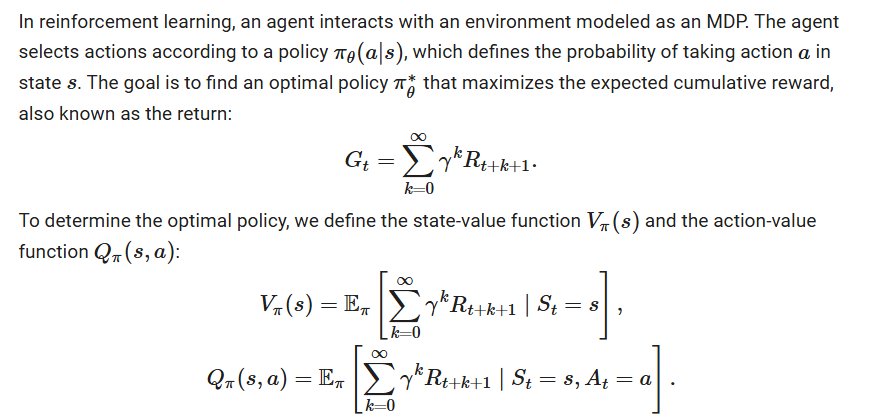 In reinforcement learning, an agent interacts with an environment modeled as an MDP. The agent
selects actions according to a policy $\pi_\theta(a|s)$, which defines the probability of taking action $a$ in
state $s$. The goal is to find an optimal policy $\pi_\theta^*$ that maximizes the expected cumulative reward,
also known as the return:
$$G_t = \sum_{k=0}^{\infty} \gamma^k R_{t+k+1}.$$
To determine the optimal policy, we define the state-value function $V_\pi(s)$ and the action-value
function $Q_\pi(s, a)$:
$$V_\pi(s) = \mathbb{E}_\pi \left[ \sum_{k=0}^{\infty} \gamma^k R_{t+k+1} \mid S_t = s \right],$$
$$Q_\pi(s, a) = \mathbb{E}_\pi \left[ \sum_{k=0}^{\infty} \gamma^k R_{t+k+1} \mid S_t = s, A_t = a \right].$$